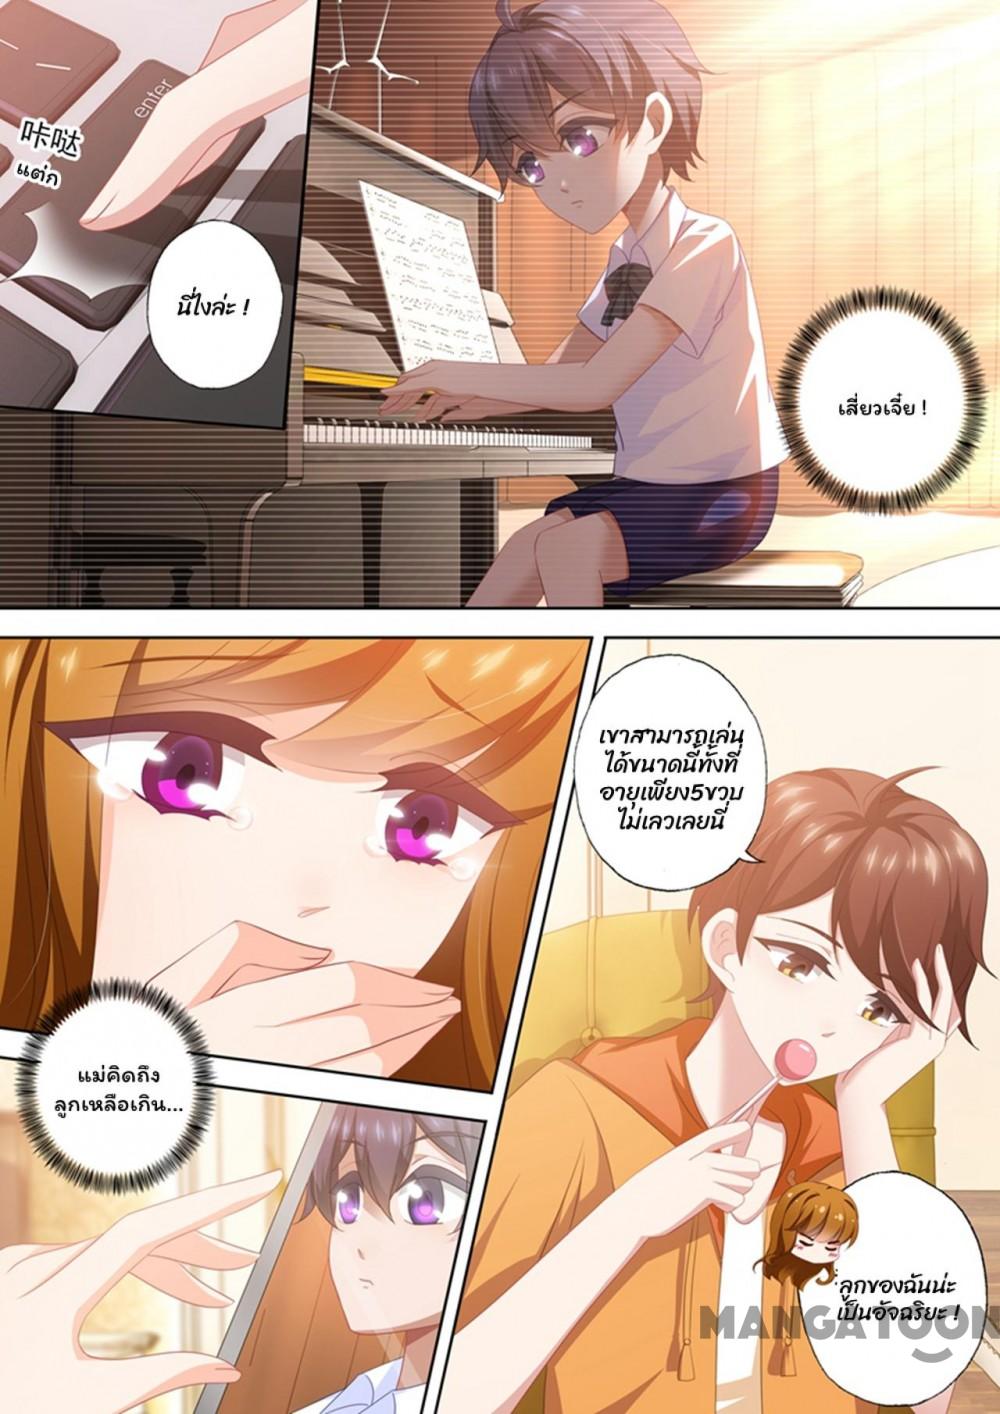 enter
咔哒
แต่ก
นี่ไงล่ะ !
เสี่ยวเจี๋ย !
เขาสามารถเล่น
ได้ขนาดนี้ทั้งที่
อายุเพียง5ขวบ
ไม่เลวเลยนี่
แม่คิดถึง
ลูกเหลือเกิน...
ลูกของฉันน่ะ
เป็นอัจฉริยะ !
MANGATOON